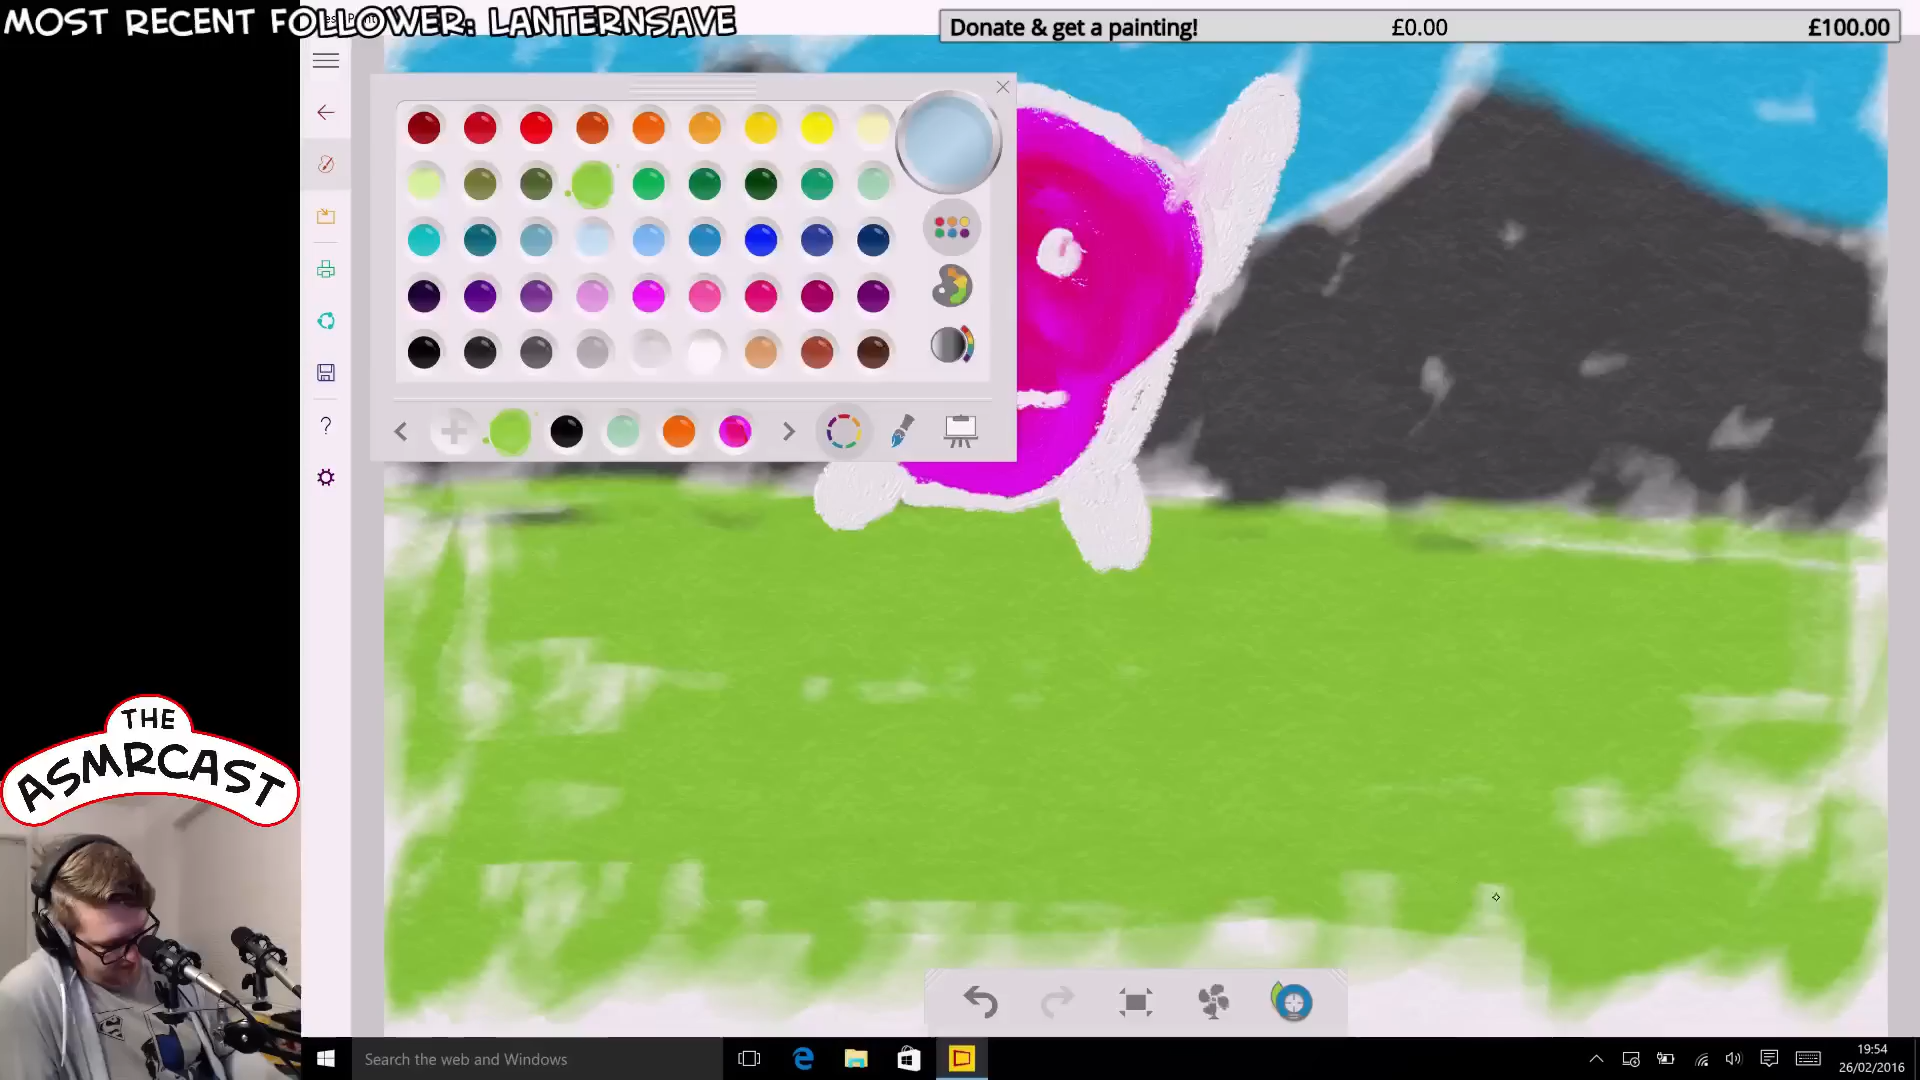 MOST RECENT FOLLOWER: LANTERNSAVE
Donate & get a painting! £0.00 £100.00
THE
ASMRCAST
Search the web and Windows
19:54
26/02/2016